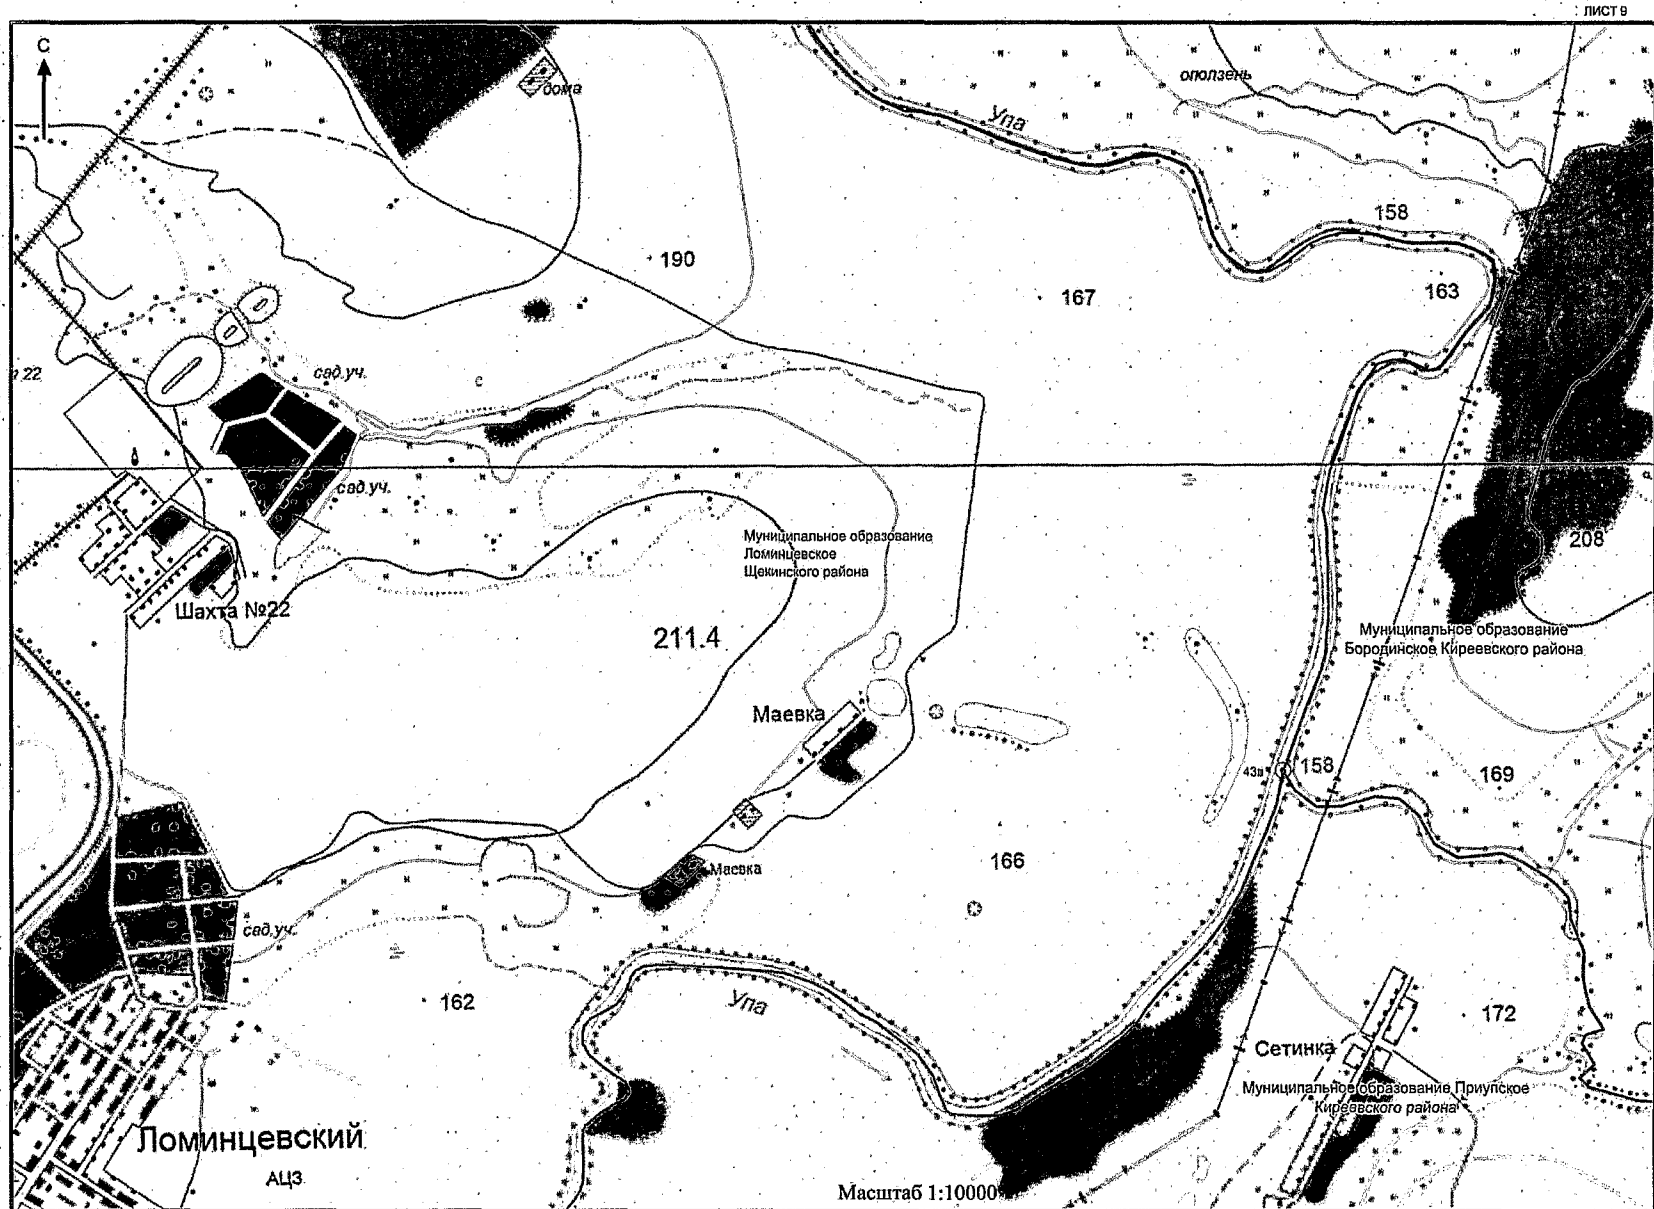 ЛИСТ 9
С
дома
оползень
Упа
158
190
167
163
22
сад.уч.
сад.уч.
Муниципальное образование
Ломинцевское
Щекинского района
208
Шахта №22
211.4
Муниципальное образование
Бородинское Киреевского района
Маевка
43в
158
169
166
Маевка
сад.уч.
162
Упа
172
Сетинка
Муниципальное образование Приупское
Киреевского района
Ломинцевский
АЦЗ
Масштаб 1:10000